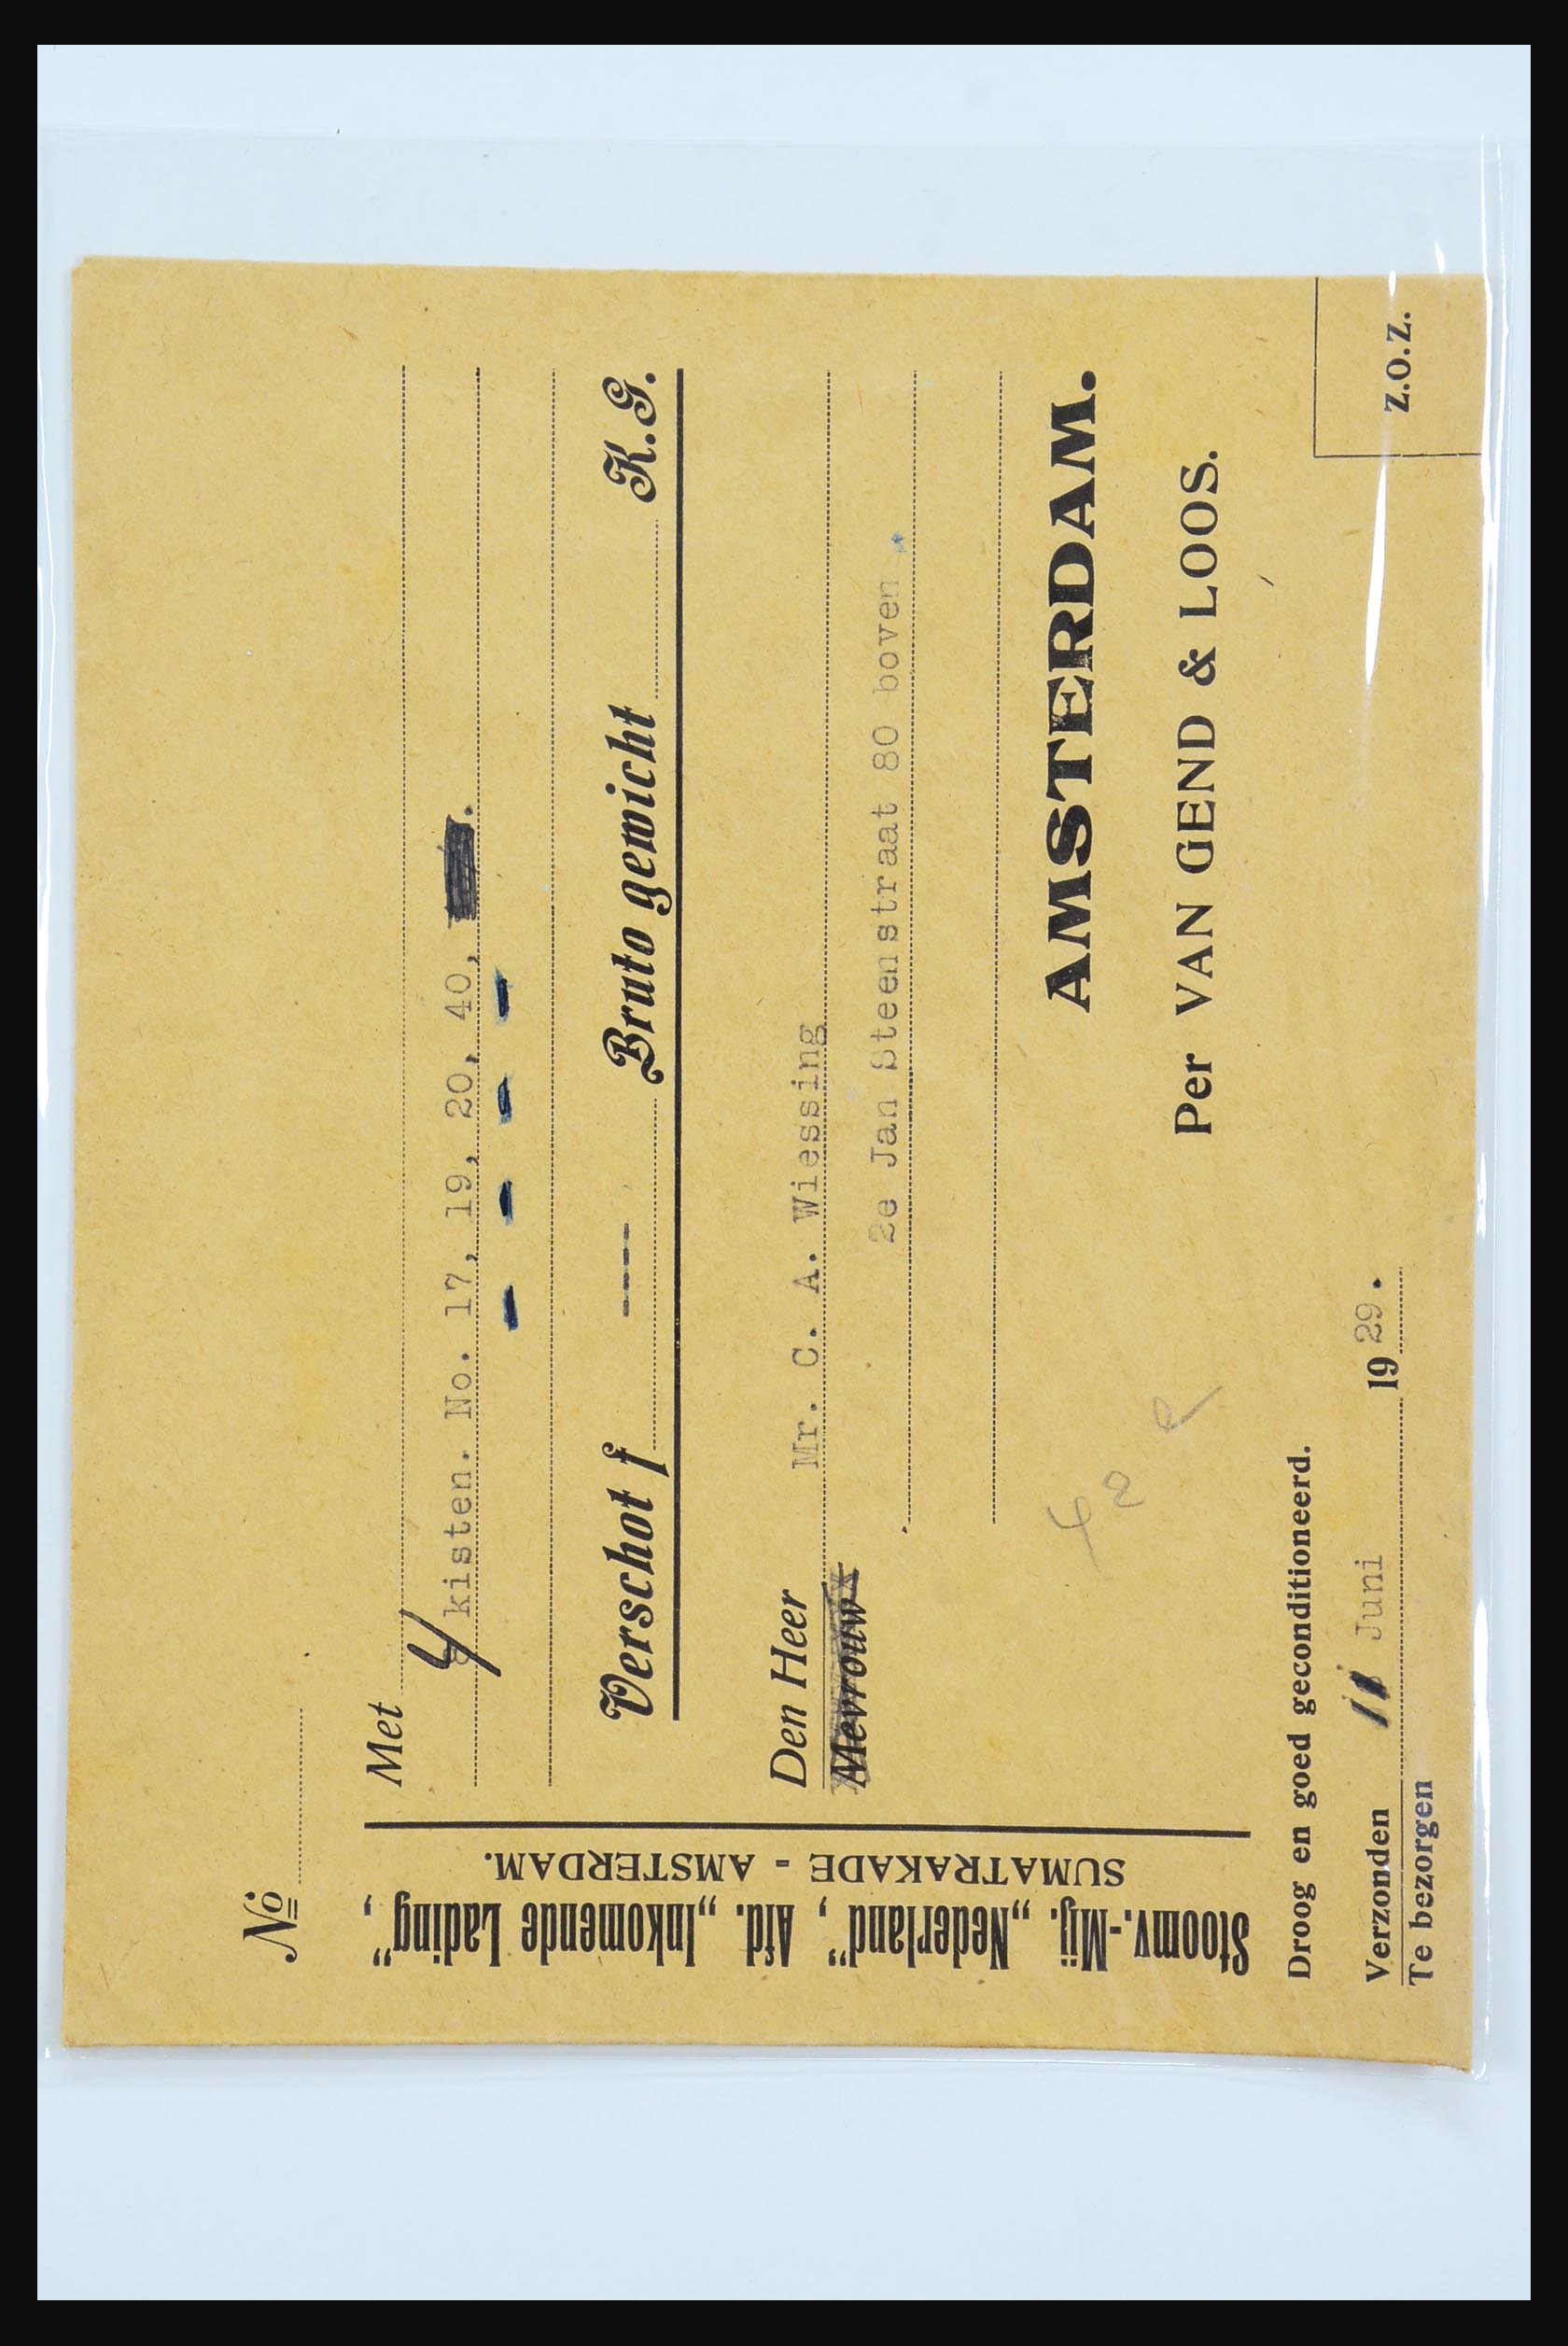 №
Met
4 kisten. No. 17, 19, 20, 40, .
Verschot f ---- Bruto gewicht K.G.
Den Heer Mr. C. A. Wiessing
Mevrouw
2e Jan Steenstraat 80 boven
AMSTERDAM.
Per VAN GEND & LOOS.
Stoomv.-Mij. „Nederland”, Afd. „Inkomende Lading”,
SUMATRAKADE - AMSTERDAM.
Droog en goed geconditioneerd.
Verzonden 11 Juni 1929.
Te bezorgen
Z.O.Z.